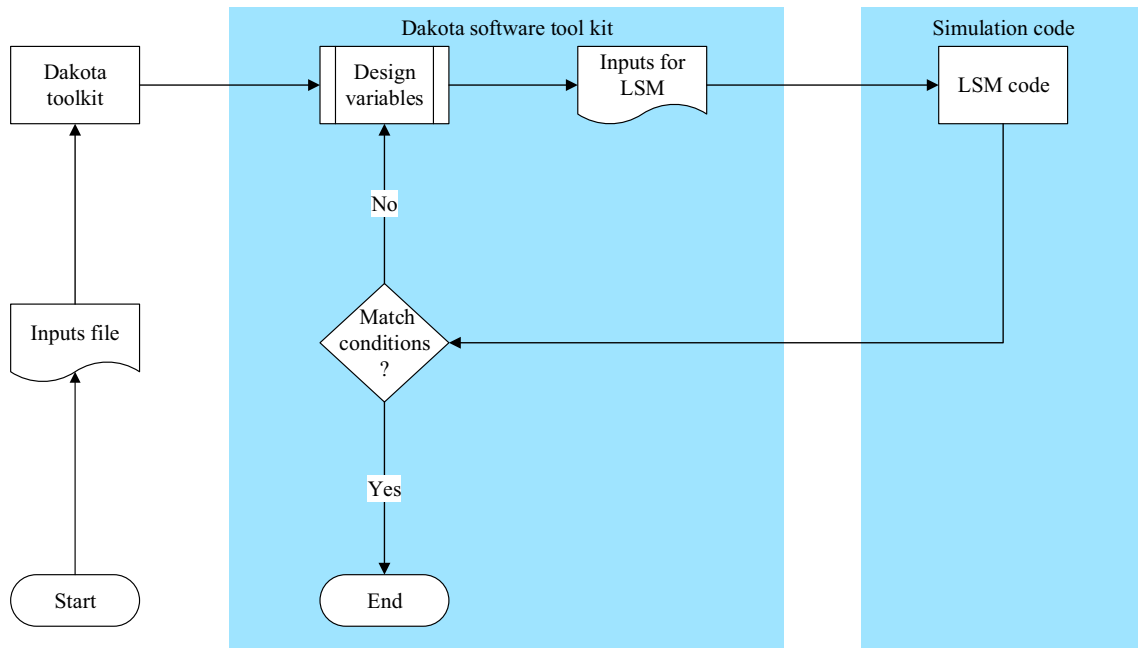 Dakota software tool kit
Simulation code
Dakota
toolkit
Design
variables
Inputs for
LSM
LSM code
No
Inputs file
Match
conditions
?
Yes
Start
End